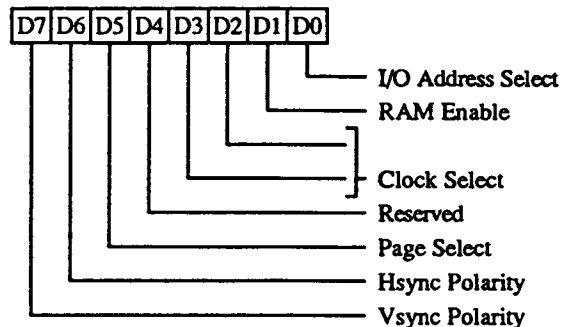 D7 D6 D5 D4 D3 D2 D1 D0
I/O Address Select
RAM Enable
Clock Select
Reserved
Page Select
Hsync Polarity
Vsync Polarity